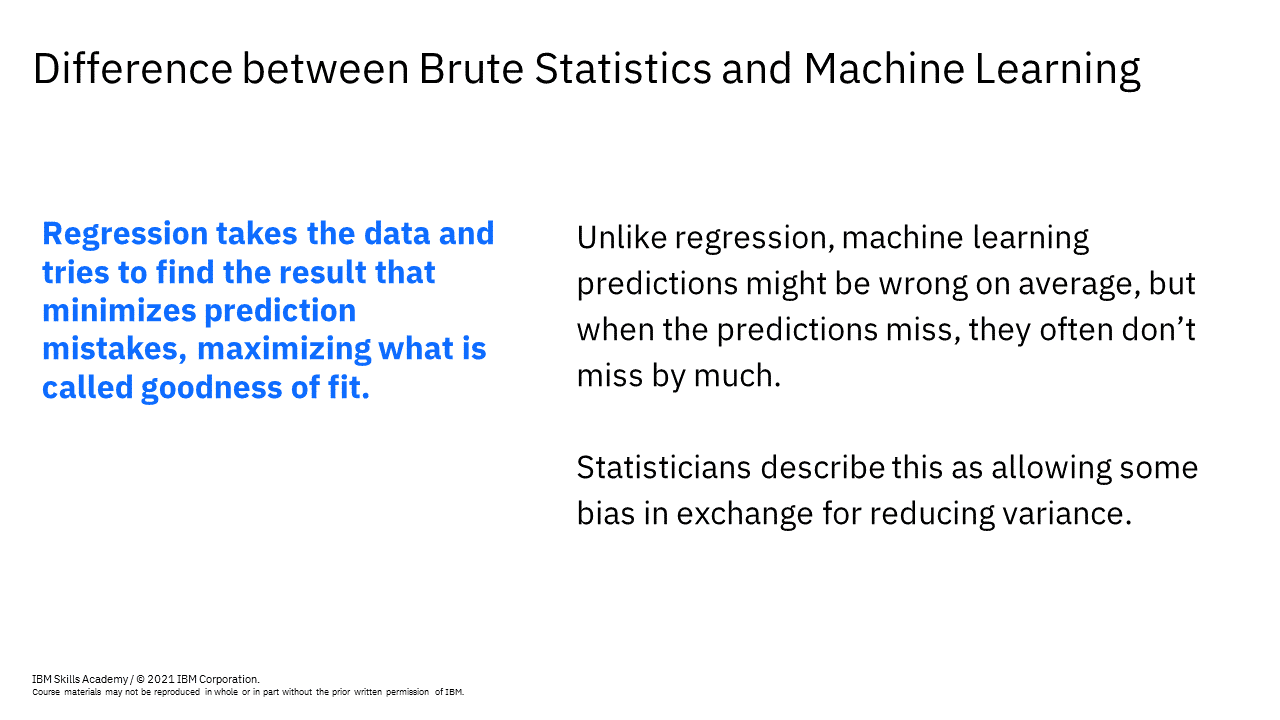 Difference between Brute Statistics and Machine Learning
Regression takes the data and
tries to find the result that
minimizes prediction
mistakes, maximizing what is
called goodness of fit.
Unlike regression, machine learning
predictions might be wrong on average, but
when the predictions miss, they often don’t
miss by much.
Statisticians describe this as allowing some
bias in exchange for reducing variance.
IBM Skills Academy / © 2021 IBM Corporation.
Course materials may not be reproduced in whole or in part without the prior written permission of IBM.